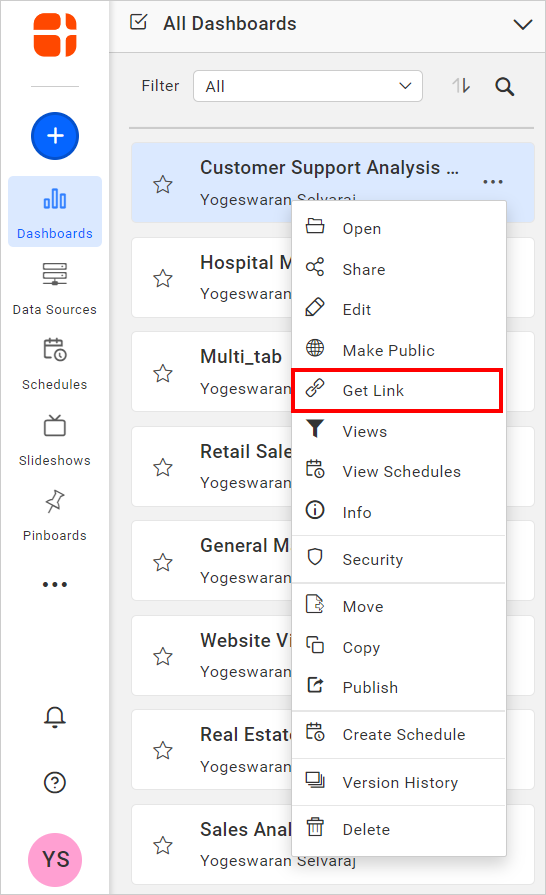 All Dashboards
Filter
All
Dashboards
Data Sources
Schedules
Slideshows
Pinboards
YS
Customer Support Analysis ...
Yogeswaran Selvaraj
Hospital M
Yogeswaran
Multi_tab
Yogeswaran
Retail Sale
Yogeswaran
General M
Yogeswaran
Website Vi
Yogeswaran
Real Estat
Yogeswaran
Sales Anal
Yogeswaran Selvaraj
Open
Share
Edit
Make Public
Get Link
Views
View Schedules
Info
Security
Move
Copy
Publish
Create Schedule
Version History
Delete